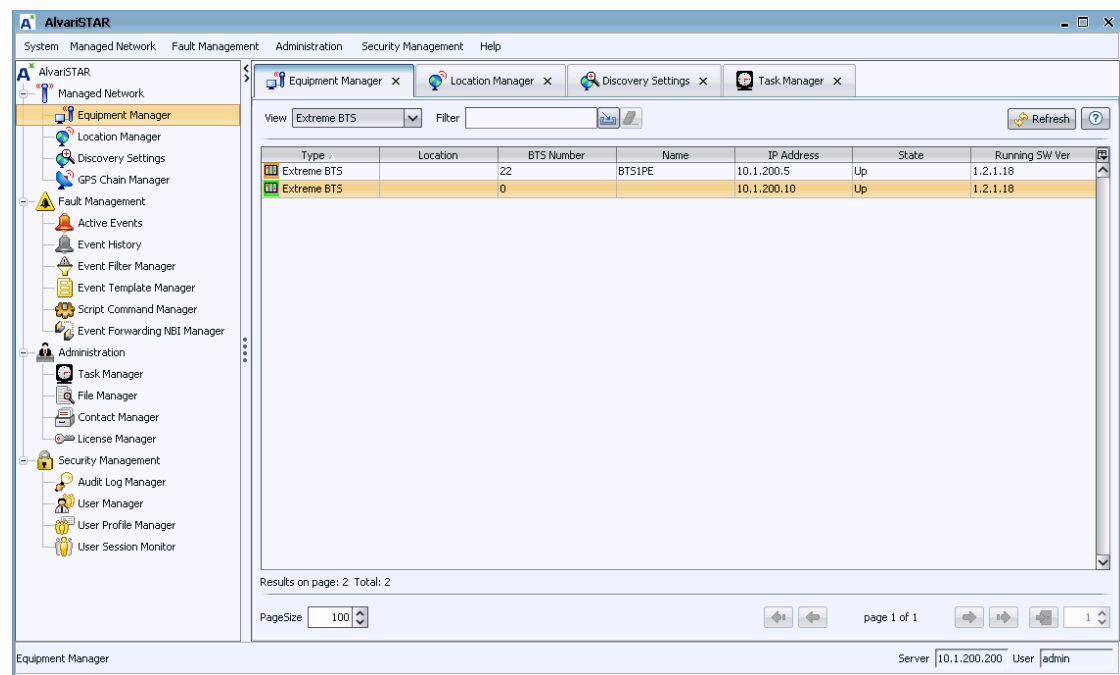 AlvariSTAR
System Managed Network Fault Management Administration Security Management Help
AlvariSTAR
Managed Network
Equipment Manager
Location Manager
Discovery Settings
GPS Chain Manager
Fault Management
Active Events
Event History
Event Filter Manager
Event Template Manager
Script Command Manager
Event Forwarding NBI Manager
Administration
Task Manager
File Manager
Contact Manager
License Manager
Security Management
Audit Log Manager
User Manager
User Profile Manager
User Session Monitor
Equipment Manager Location Manager Discovery Settings Task Manager
View Extreme BTS Filter Refresh ?
Type Location BTS Number Name IP Address State Running SW Ver
Extreme BTS 22 BTS1PE 10.1.200.5 Up 1.2.1.18
Extreme BTS 0 10.1.200.10 Up 1.2.1.18
Results on page: 2 Total: 2
PageSize 100 page 1 of 1 1
Equipment Manager Server 10.1.200.200 User admin